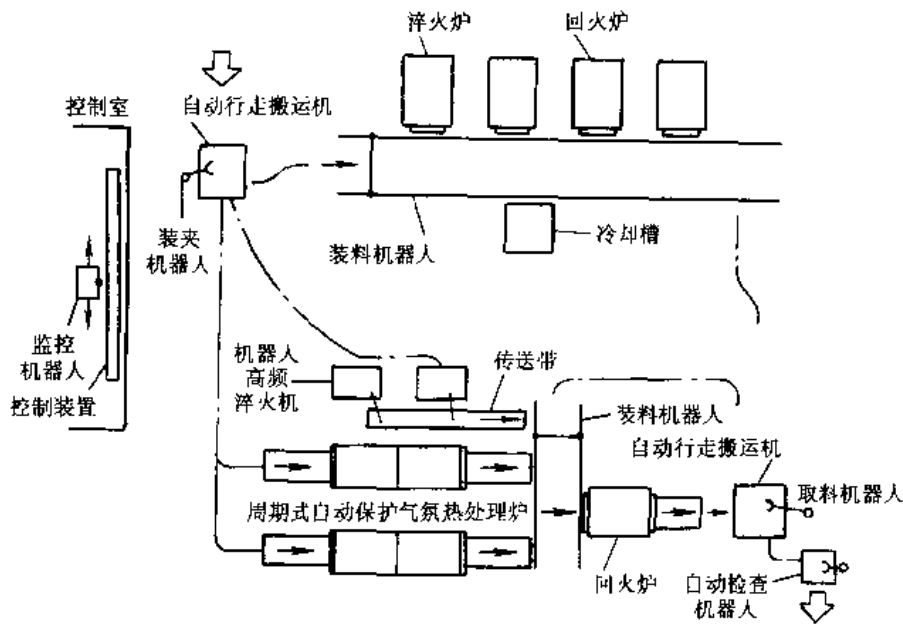 淬火炉
回火炉
控制室
自动行走搬运机
装夹
机器人
装料机器人
冷却槽
监控
机器人
控制装置
机器人
高频
淬火机
传送带
装料机器人
自动行走搬运机
取料机器人
周期式自动保护气氛热处理炉
回火炉
自动检查
机器人